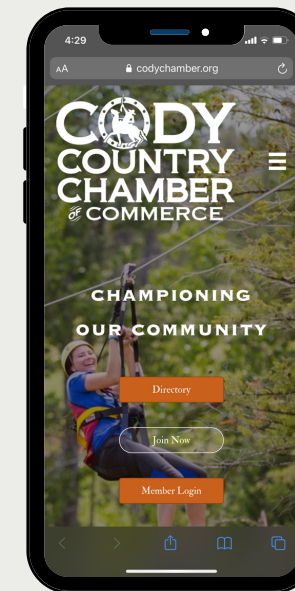 4:29
AA codychamber.org
CODY
COUNTRY
CHAMBER
OF COMMERCE
CHAMPIONING
OUR COMMUNITY
Directory
Join Now
Member Login